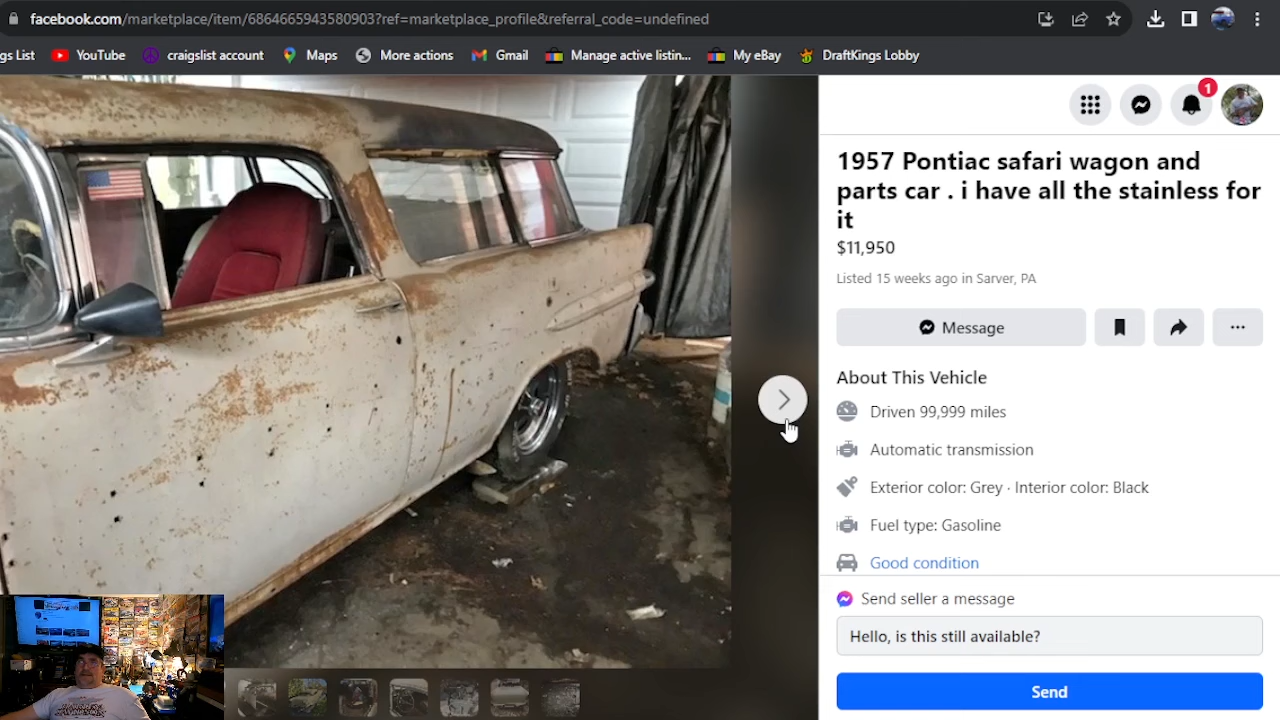 facebook.com/marketplace/item/6864665943580903?ref=marketplace_profile&referral_code=undefined
gs List YouTube craigslist account Maps More actions Gmail Manage active listin... My eBay DraftKings Lobby
1
1957 Pontiac safari wagon and
parts car . i have all the stainless for
it
$11,950
Listed 15 weeks ago in Sarver, PA
Message
About This Vehicle
Driven 99,999 miles
Automatic transmission
Exterior color: Grey · Interior color: Black
Fuel type: Gasoline
Good condition
Send seller a message
Hello, is this still available?
Send